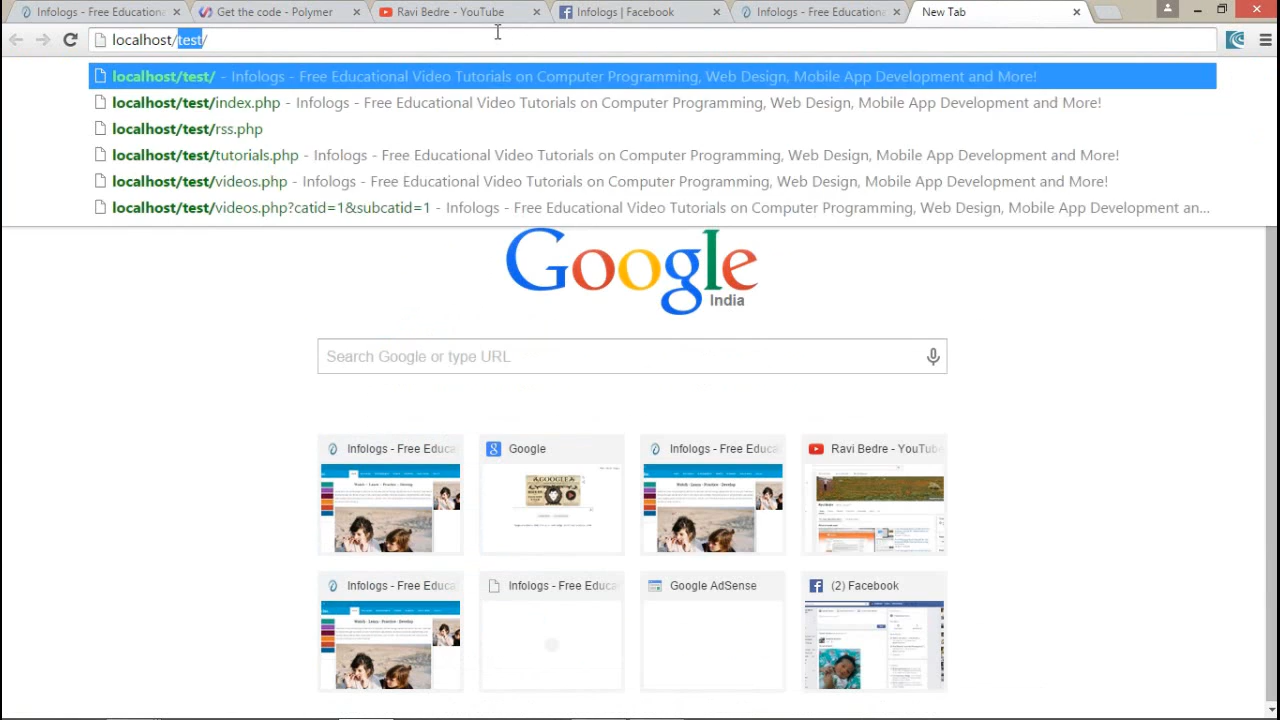 Infologs - Free Educationa
Get the code - Polymer
Ravi Bedre - YouTube
Infologs | Facebook
Infologs - Free Educationa
New Tab
localhost/test/
localhost/test/ - Infologs - Free Educational Video Tutorials on Computer Programming, Web Design, Mobile App Development and More!
localhost/test/index.php - Infologs - Free Educational Video Tutorials on Computer Programming, Web Design, Mobile App Development and More!
localhost/test/rss.php
localhost/test/tutorials.php - Infologs - Free Educational Video Tutorials on Computer Programming, Web Design, Mobile App Development and More!
localhost/test/videos.php - Infologs - Free Educational Video Tutorials on Computer Programming, Web Design, Mobile App Development and More!
localhost/test/videos.php?catid=1&subcatid=1 - Infologs - Free Educational Video Tutorials on Computer Programming, Web Design, Mobile App Development an...
Google
India
Search Google or type URL
Infologs - Free Educa
Google
Infologs - Free Educa
Ravi Bedre - YouTube
Watch - Learn - Practice - Develop
Infologs - Free Educa
Infologs - Free Educa
Google AdSense
(2) Facebook